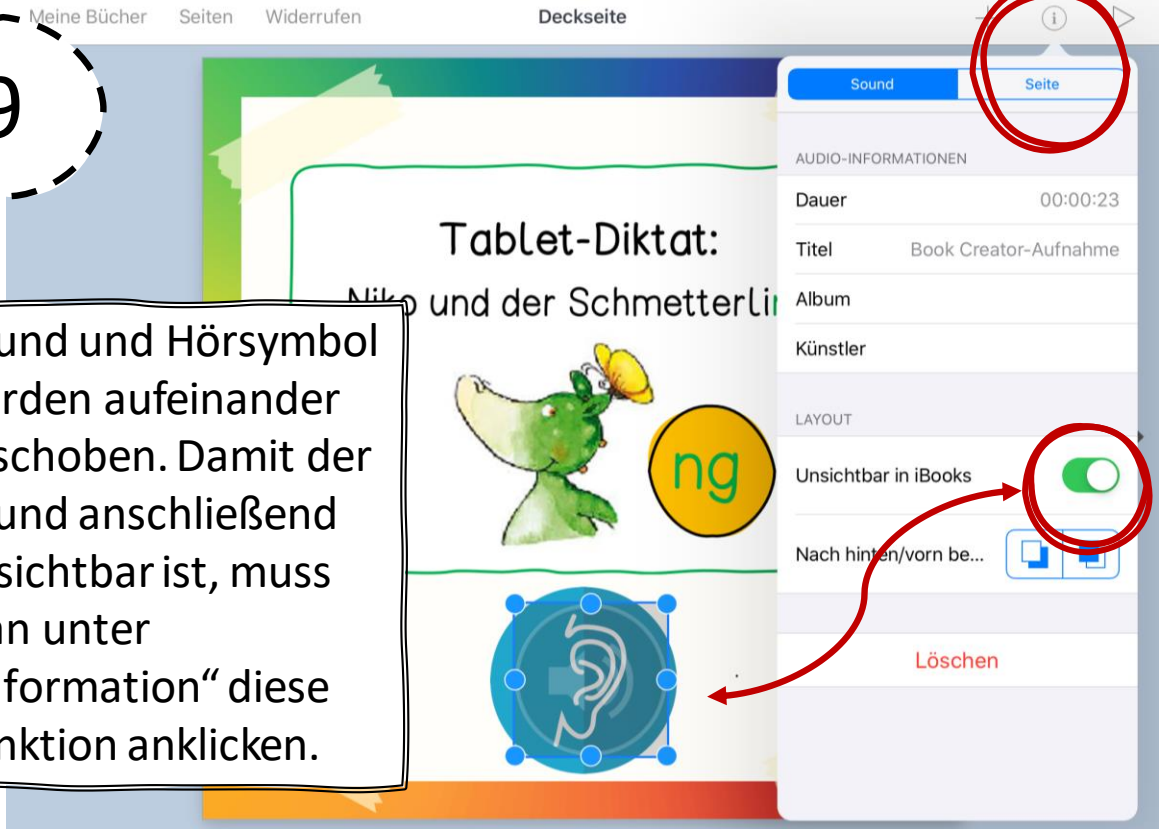 Meine Bücher Seiten Widerrufen Deckseite
9
Sound Seite
AUDIO-INFORMATIONEN
Dauer 00:00:23
Titel Book Creator-Aufnahme
Album
Künstler
LAYOUT
Unsichtbar in iBooks
Nach hinten/vorn be...
Löschen
Tablet-Diktat:
Niko und der Schmetterli
ng
und und Hörsymbol
rden aufeinander
schoben. Damit der
und anschließend
sichtbar ist, muss
n unter
formation“ diese
nktion anklicken.